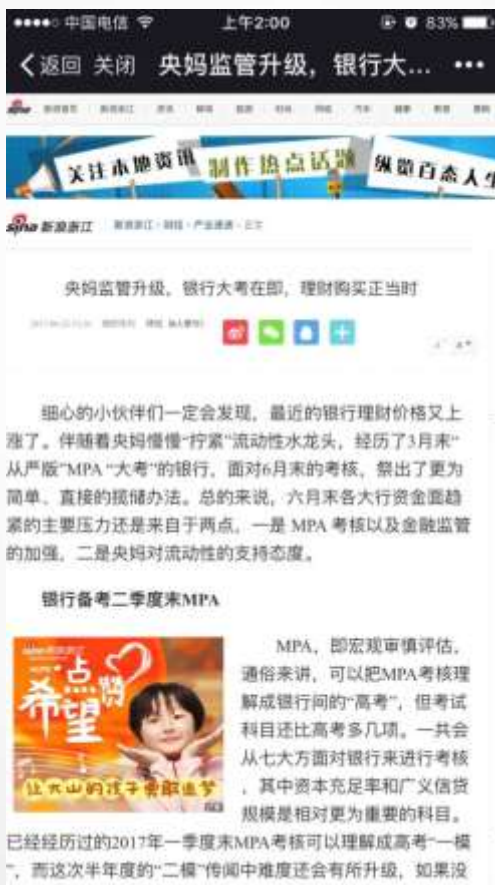 中国电信 上午2:00 83%
返回 关闭 央妈监管升级，银行大... •••
sina
关注本地资讯 制作热点话题 纵览百态人生
sina 新浪浙江
央妈监管升级，银行大考在即，理财购买正当时
细心的小伙伴们一定会发现，最近的银行理财价格又上
涨了。伴随着央妈慢慢“拧紧”流动性水龙头，经历了3月末“
从严版”MPA “大考”的银行，面对6月末的考核，祭出了更为
简单、直接的揽储办法。总的来说，六月末各大行资金面趋
紧的主要压力还是来自于两点，一是 MPA 考核以及金融监管
的加强，二是央妈对流动性的支持态度。
银行备考二季度末MPA
一点希望
让大山的孩子勇敢追梦
MPA，即宏观审慎评估，
通俗来讲，可以把MPA考核理
解成银行间的“高考”，但考试
科目还比高考多几项。一共会
从七大方面对银行来进行考核
，其中资本充足率和广义信贷
规模是相对更为重要的科目。
已经经历过的2017年一季度末MPA考核可以理解成高考“一模
”，而这次半年度的“二模”传闻中难度还会有所升级，如果没